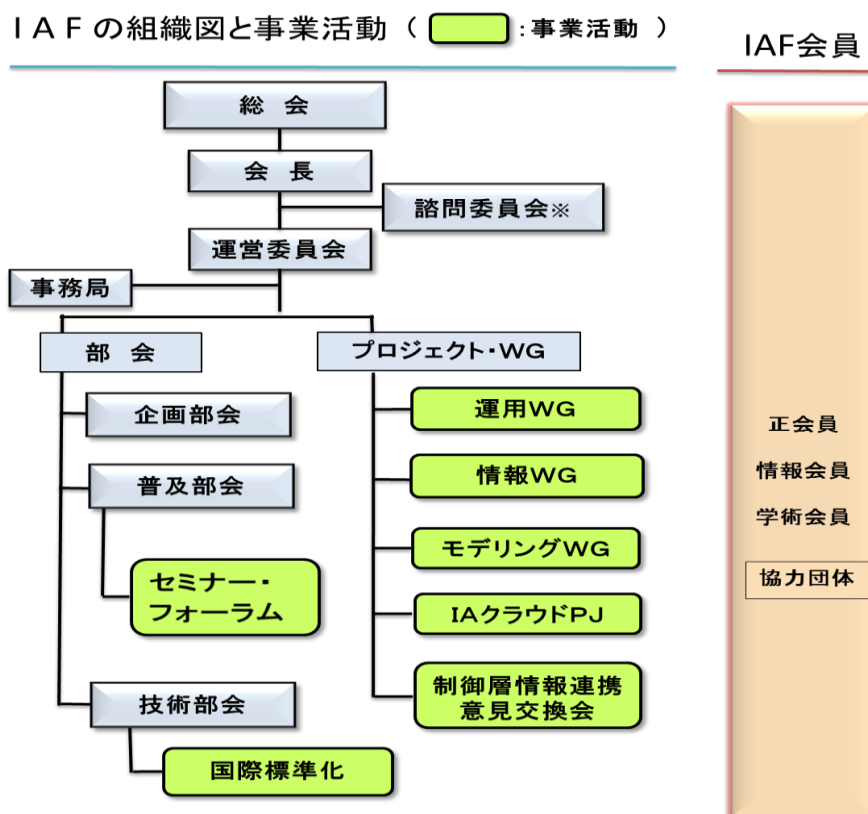 IAFの組織図と事業活動（　：事業活動　）
IAF会員
総　会
会　長
諮問委員会※
運営委員会
事務局
部　会
プロジェクト・WG
企画部会
普及部会
セミナー・
フォーラム
技術部会
国際標準化
運用WG
情報WG
モデリングWG
IAクラウドPJ
制御層情報連携
意見交換会
正会員
情報会員
学術会員
協力団体